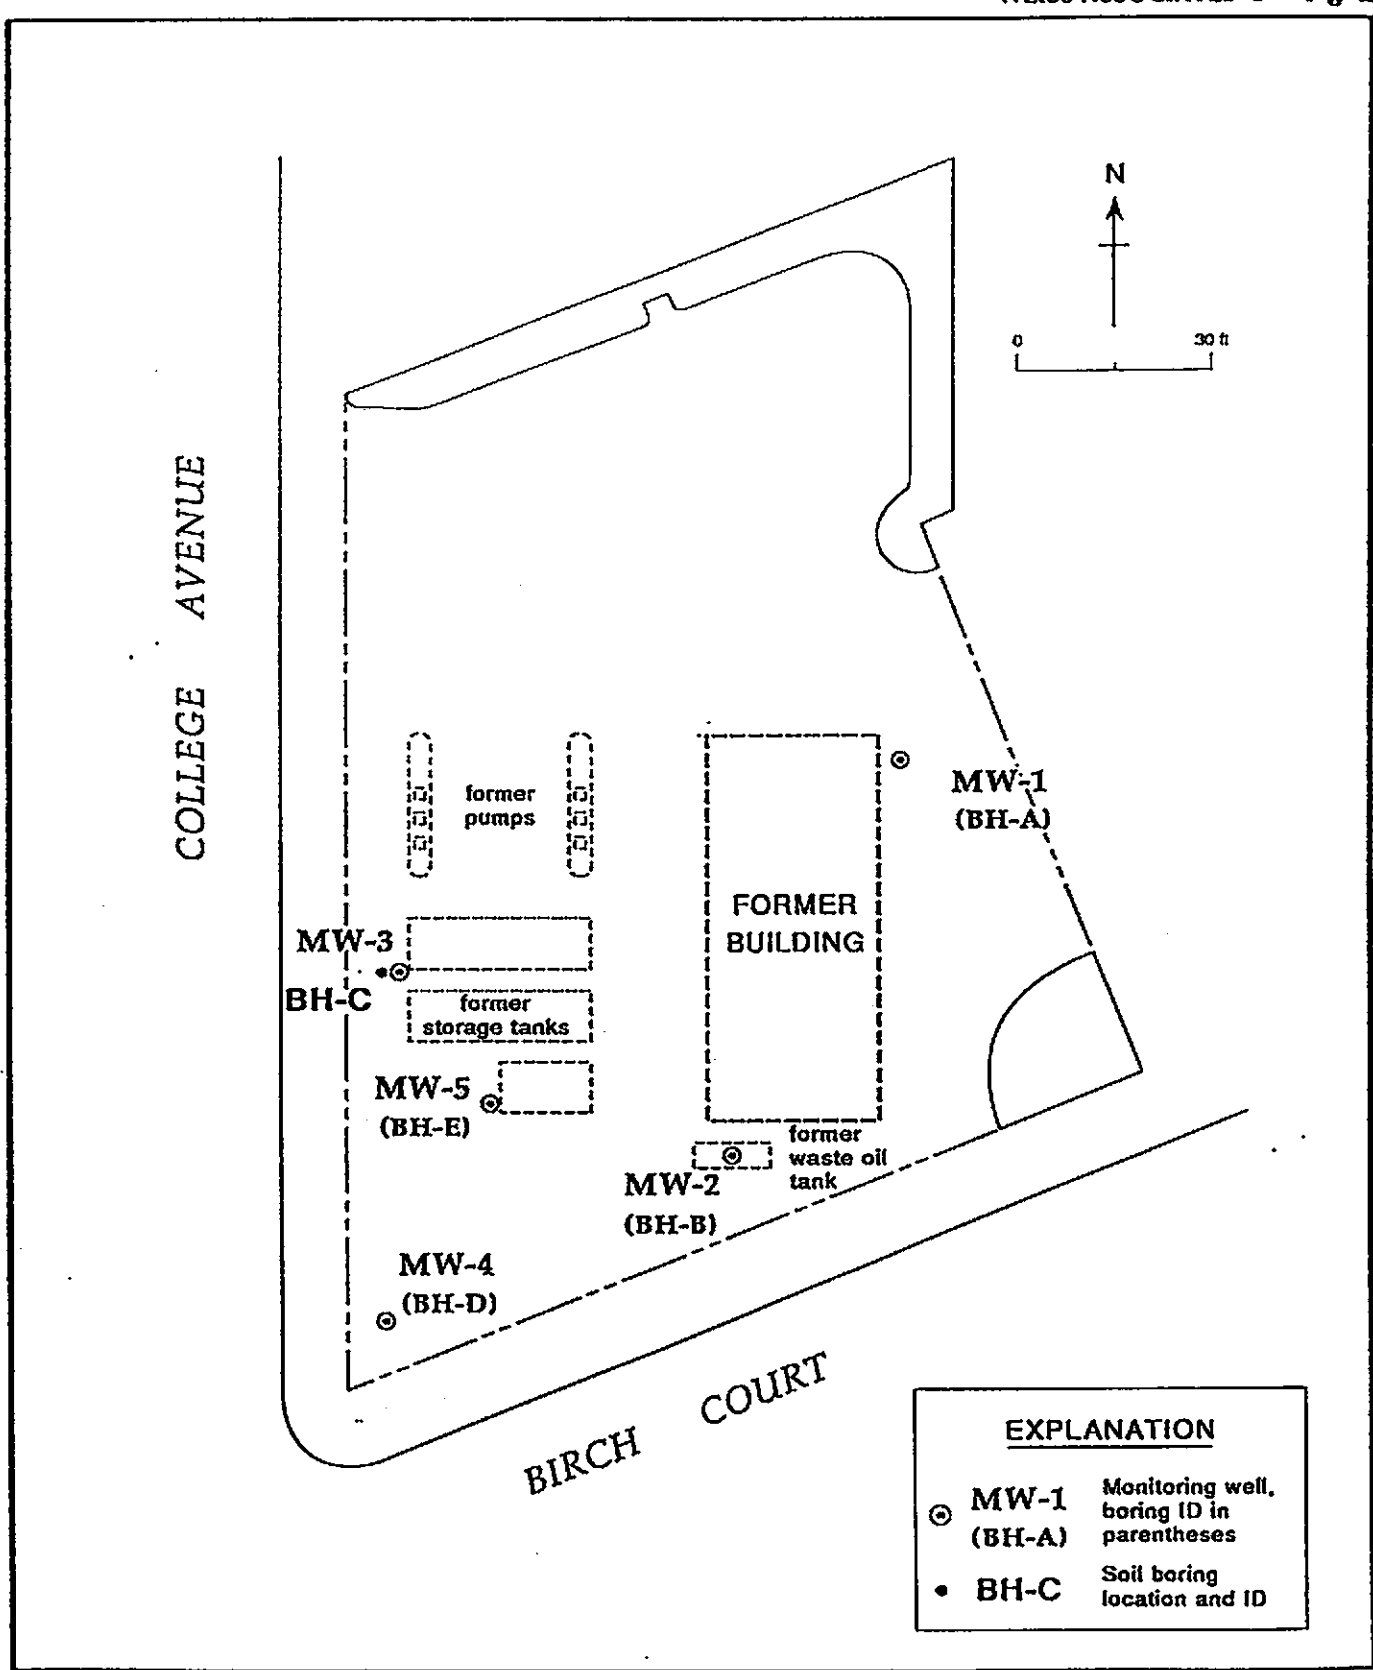 N
0 30 ft
COLLEGE AVENUE
former
pumps
MW-1
(BH-A)
FORMER
BUILDING
MW-3
BH-C
former
storage tanks
MW-5
(BH-E)
former
waste oil
tank
MW-2
(BH-B)
MW-4
(BH-D)
BIRCH COURT
EXPLANATION
MW-1
(BH-A)
Monitoring well,
boring ID in
parentheses
BH-C
Soil boring
location and ID